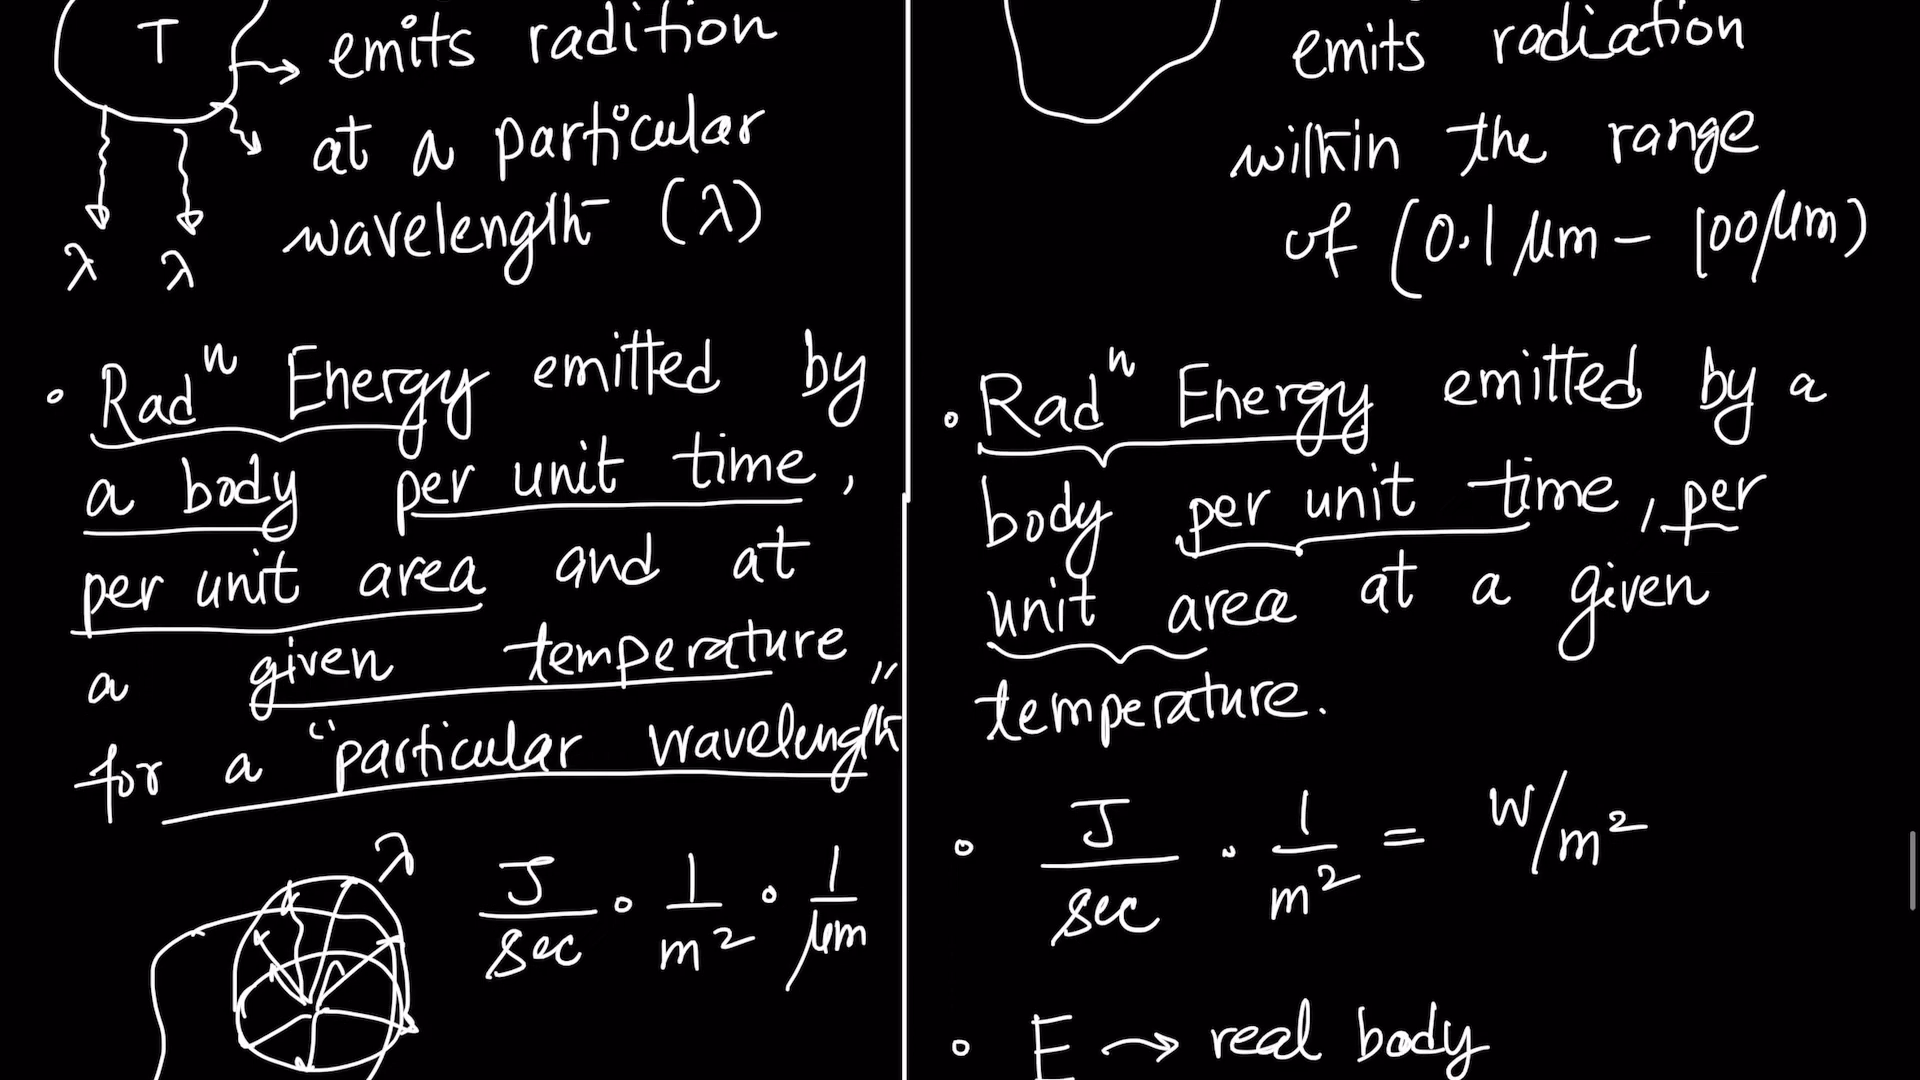 T
emits radition
at a particular
wavelength (λ)
λ λ
• Radⁿ Energy emitted by
a body per unit time,
per unit area and at
a given temperature
for a "particular wavelength"
λ
J/sec · 1/m² · 1/μm
emits radiation
within the range
of (0.1 μm – 100 μm)
• Radⁿ Energy emitted by a
body per unit time, per
unit area at a given
temperature.
• J/sec · 1/m² = W/m²
• E → real body